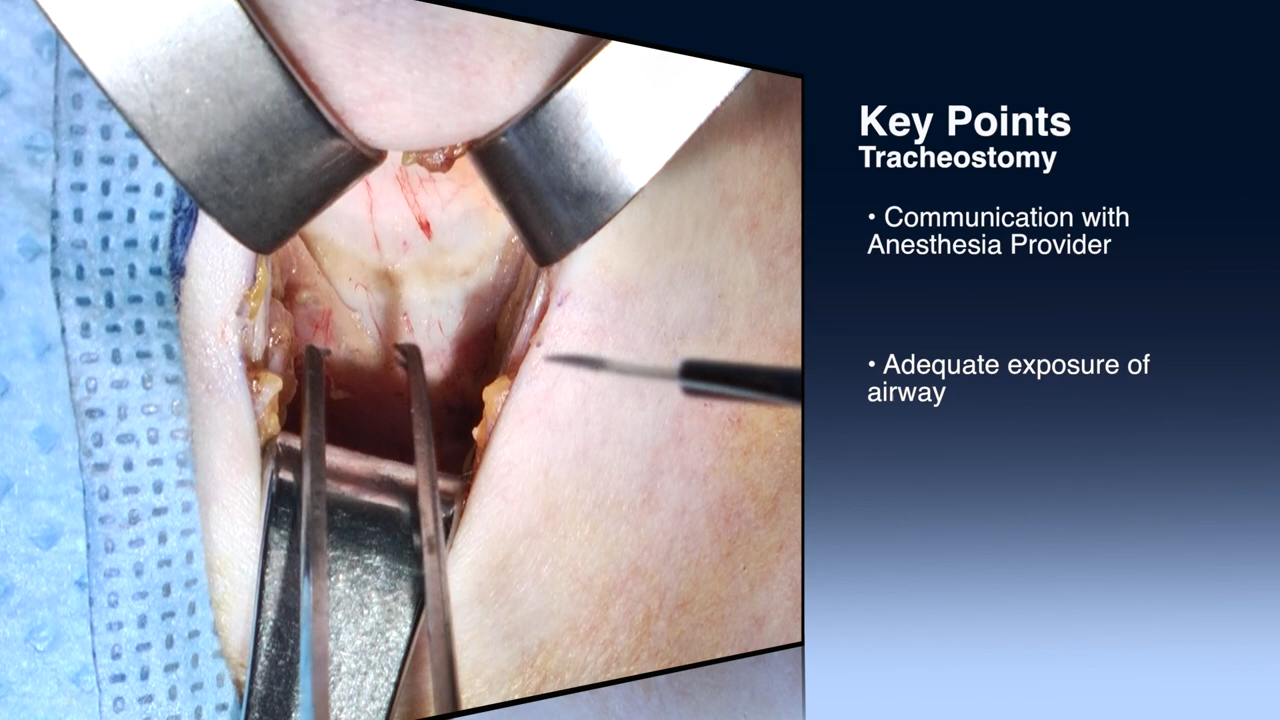 Key Points
Tracheostomy
• Communication with
Anesthesia Provider
• Adequate exposure of
airway